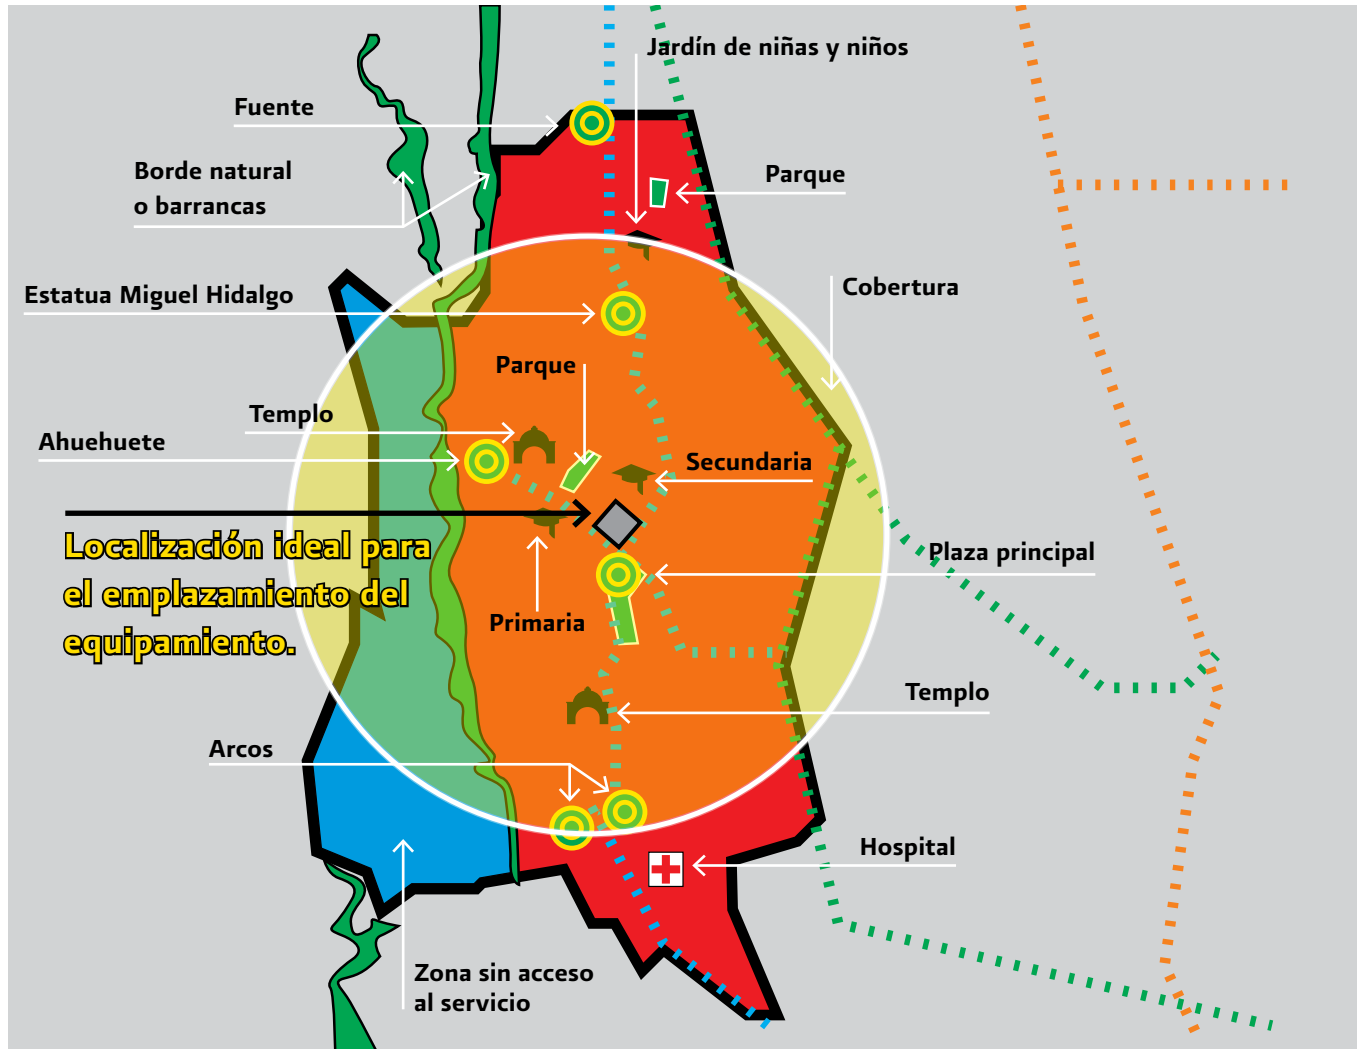 Jardín de niñas y niños
Fuente
Borde natural
o barrancas
Parque
Cobertura
Estatua Miguel Hidalgo
Parque
Templo
Ahuehuete
Secundaria
Localización ideal para
el emplazamiento del
equipamiento.
Plaza principal
Primaria
Templo
Arcos
Hospital
Zona sin acceso
al servicio